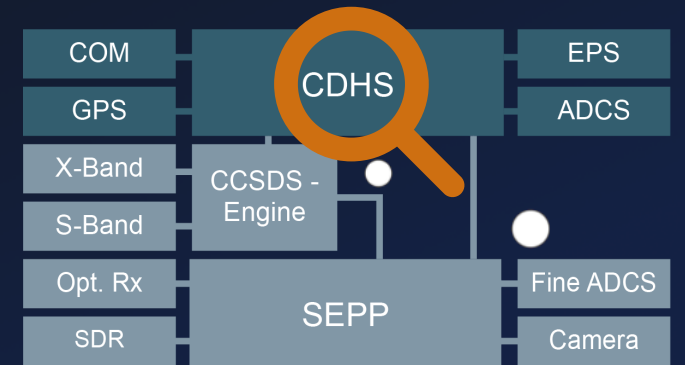 COM
CDHS
EPS
GPS
ADCS
X-Band
CCSDS -
Engine
S-Band
Opt. Rx
SEPP
Fine ADCS
SDR
Camera